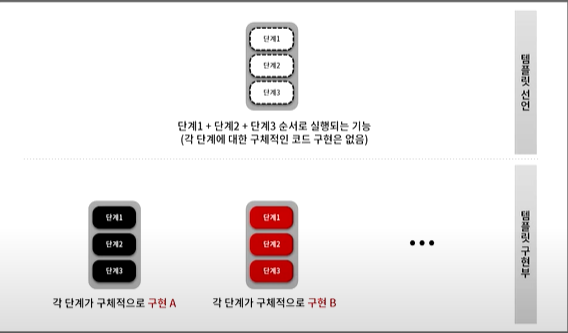 단계1
단계2
단계3
단계1 + 단계2 + 단계3 순서로 실행되는 기능
(각 단계에 대한 구체적인 코드 구현은 없음)
템플릿 선언
단계1
단계2
단계3
각 단계가 구체적으로 구현 A
단계1
단계2
단계3
각 단계가 구체적으로 구현 B
•••
템플릿 구현부